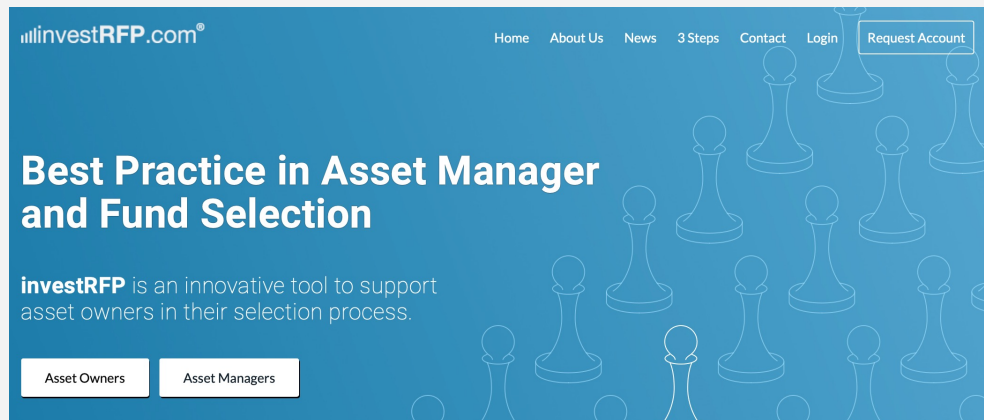 investRFP.com®
Home About Us News 3 Steps Contact Login Request Account
Best Practice in Asset Manager
and Fund Selection
investRFP is an innovative tool to support
asset owners in their selection process.
Asset Owners Asset Managers